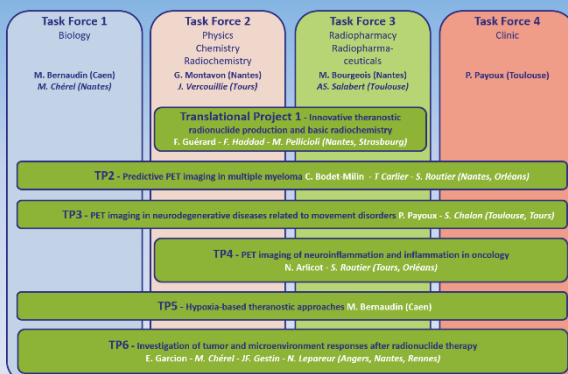 Task Force 1
Biology
M. Bernaudin (Caen)
M. Chérel (Nantes)
Task Force 2
Physics
Chemistry
Radiochemistry
G. Montavon (Nantes)
J. Vercouillie (Tours)
Task Force 3
Radiopharmacy
Radiopharma-
ceuticals
M. Bourgeois (Nantes)
AS. Salabert (Toulouse)
Task Force 4
Clinic
P. Payoux (Toulouse)
Translational Project 1 - Innovative theranostic
radionuclide production and basic radiochemistry
F. Guérard - F. Haddad - M. Pellicioli (Nantes, Strasbourg)
TP2 - Predictive PET imaging in multiple myeloma C. Bodet-Milin - T Carlier - S. Routier (Nantes, Orléans)
TP3 - PET imaging in neurodegenerative diseases related to movement disorders P. Payoux - S. Chalon (Toulouse, Tours)
TP4 - PET imaging of neuroinflammation and inflammation in oncology
N. Arlicot - S. Routier (Tours, Orléans)
TP5 - Hypoxia-based theranostic approaches M. Bernaudin (Caen)
TP6 - Investigation of tumor and microenvironment responses after radionuclide therapy
E. Garcion - M. Chérel - JF. Gestin - N. Lepareur (Angers, Nantes, Rennes)